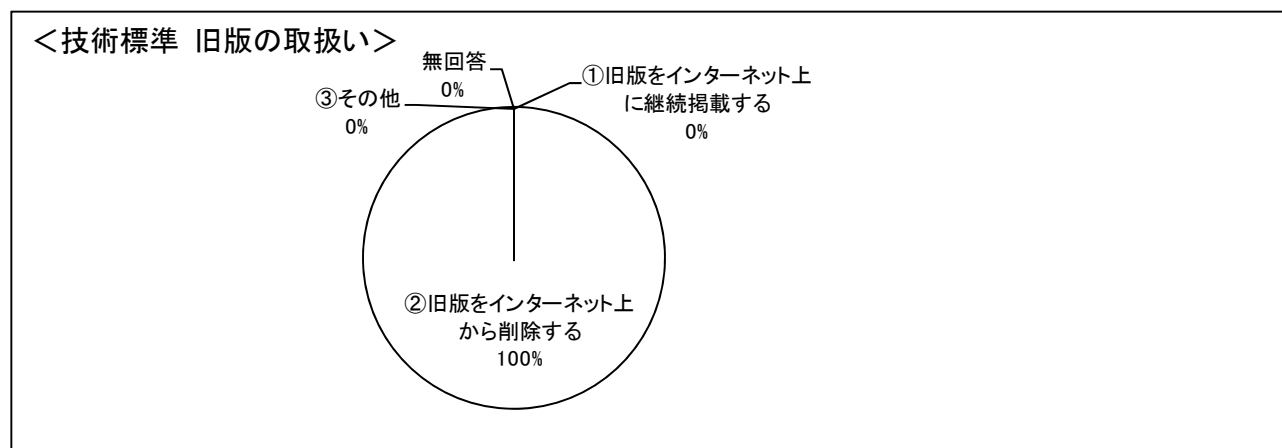 ＜技術標準 旧版の取扱い＞
無回答
0%
①旧版をインターネット上
に継続掲載する
0%
③その他
0%
②旧版をインターネット上
から削除する
100%